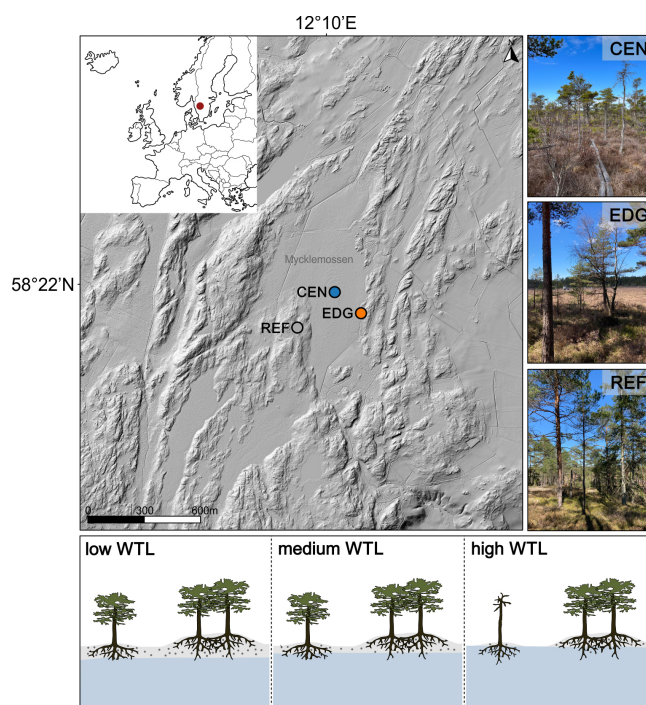 12°10'E
CEN
EDG
REF
Mycklemossen
58°22'N
CEN
EDG
REF
0 300 600m
low WTL
medium WTL
high WTL